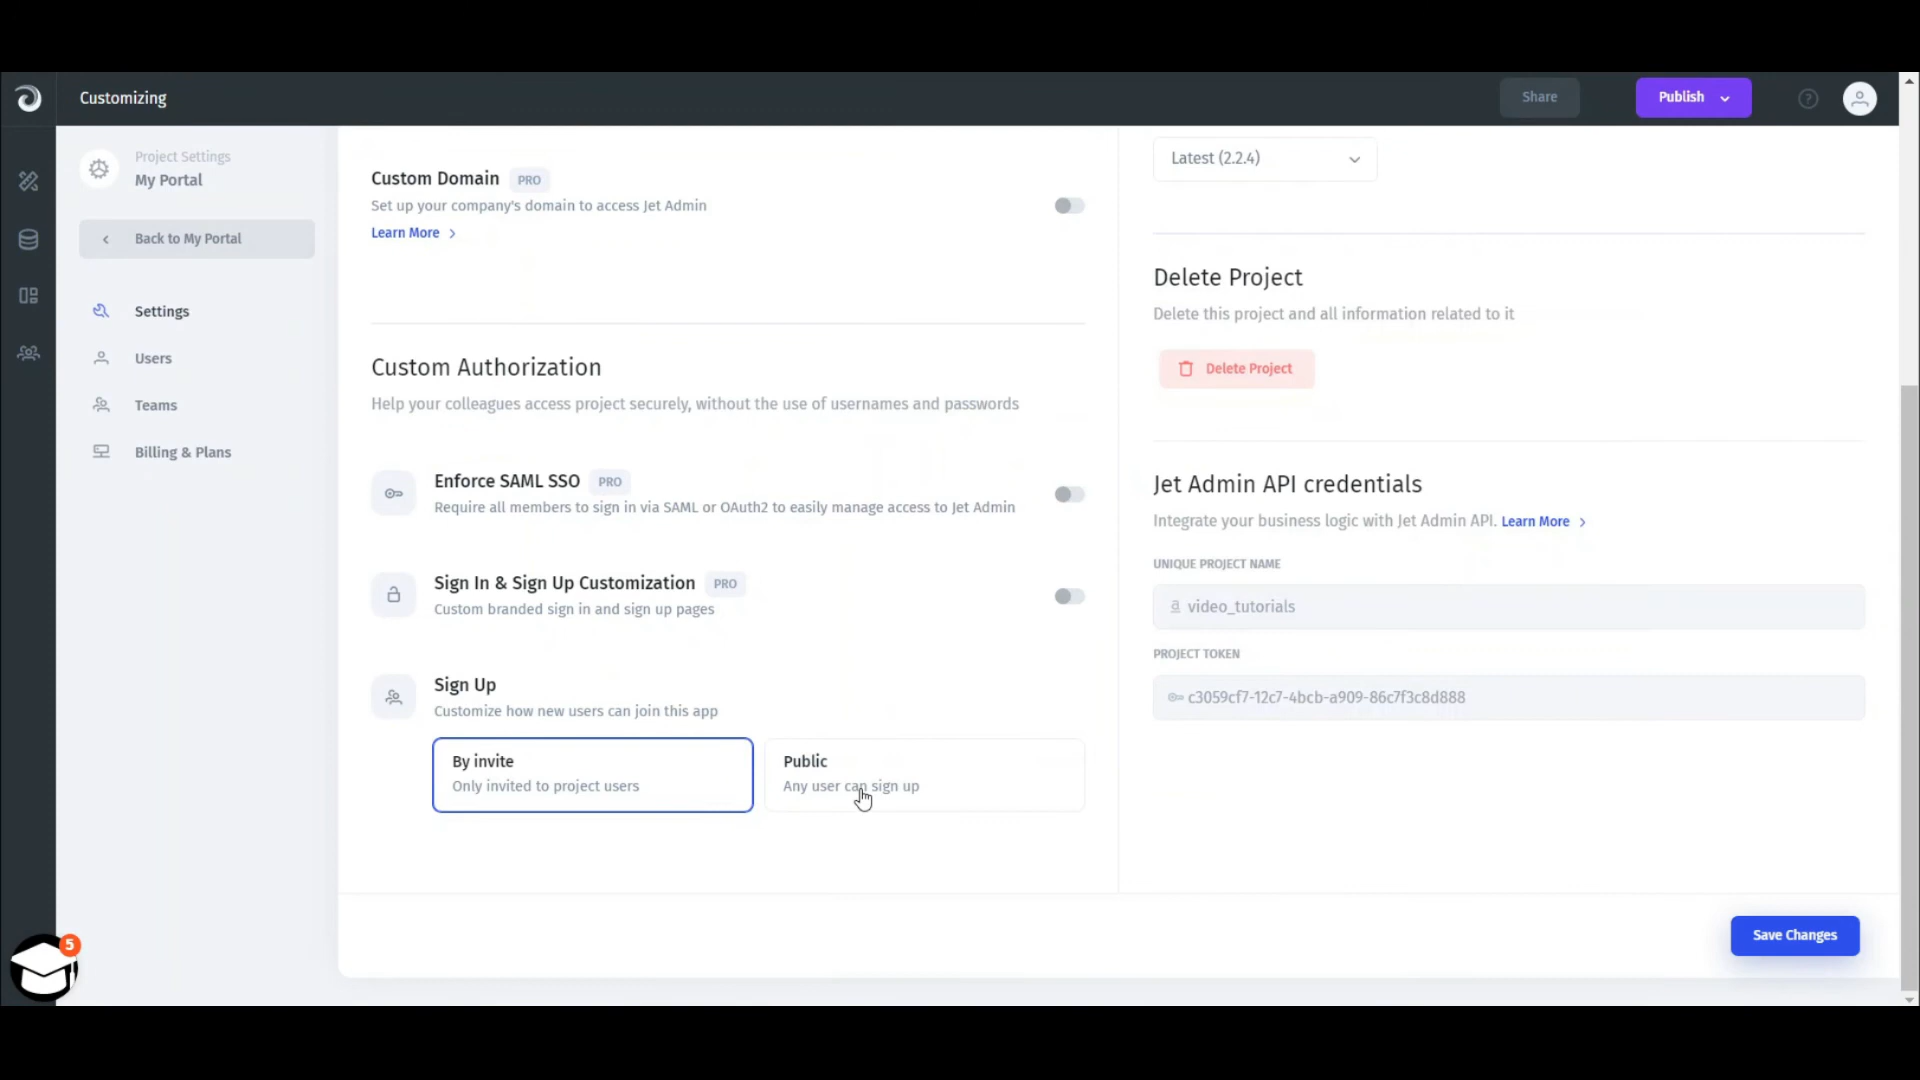 Customizing
Share
Publish
?
Project Settings
My Portal
Back to My Portal
Settings
Users
Teams
Billing & Plans
5
Custom Domain PRO
Set up your company's domain to access Jet Admin
Learn More
Custom Authorization
Help your colleagues access project securely, without the use of usernames and passwords
Enforce SAML SSO PRO
Require all members to sign in via SAML or OAuth2 to easily manage access to Jet Admin
Sign In & Sign Up Customization PRO
Custom branded sign in and sign up pages
Sign Up
Customize how new users can join this app
By invite
Only invited to project users
Public
Any user can sign up
Latest (2.2.4)
Delete Project
Delete this project and all information related to it
Delete Project
Jet Admin API credentials
Integrate your business logic with Jet Admin API. Learn More
UNIQUE PROJECT NAME
a video_tutorials
PROJECT TOKEN
c3059cf7-12c7-4bcb-a909-86c7f3c8d888
Save Changes